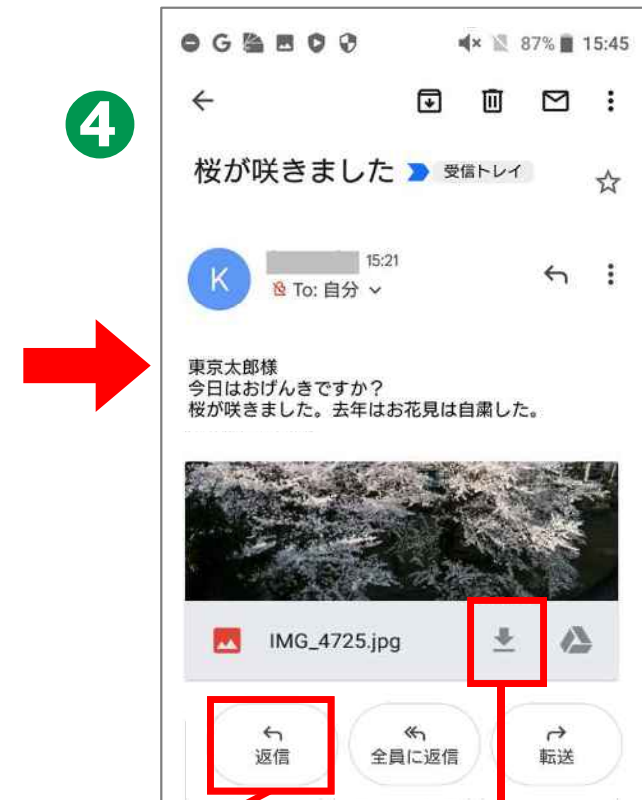 4
G 87% 15:45
桜が咲きました 受信トレイ
K 15:21
To: 自分
東京太郎様
今日はおげんきですか？
桜が咲きました。去年はお花見は自粛した。
IMG_4725.jpg
返信 全員に返信 転送